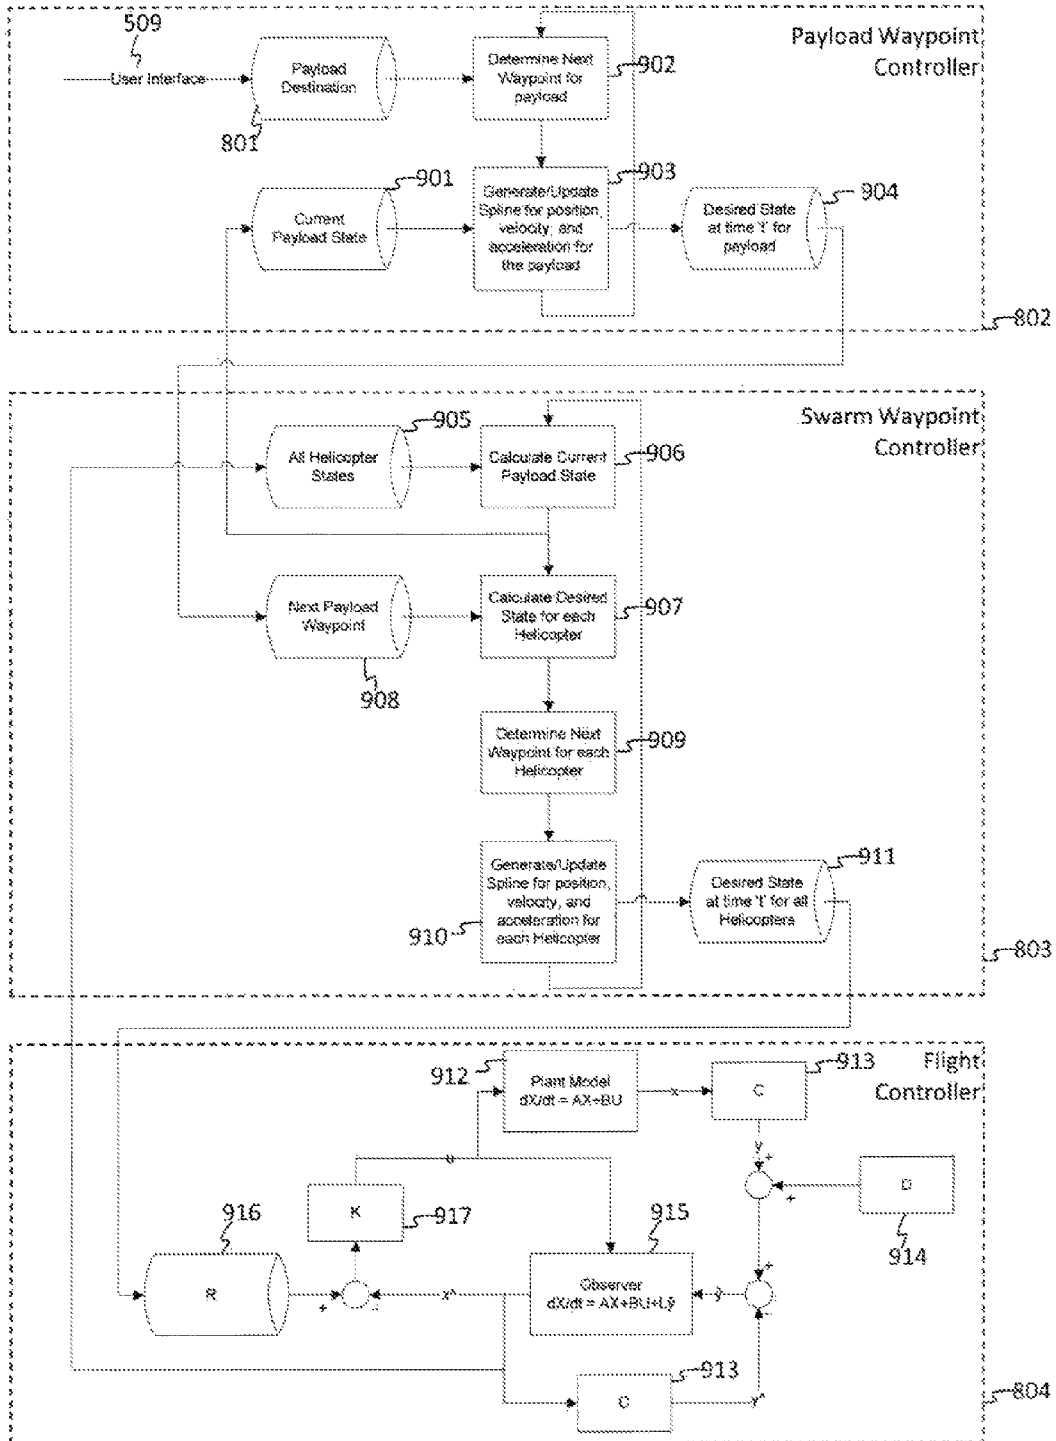 509
Payload Waypoint
Controller
User Interface
Payload
Destination
801
Determine Next
Waypoint for
payload
902
901
Current
Payload State
Generate/Update
Spline for position,
velocity, and
acceleration for
the payload
903
Desired State
at time 't' for
payload
904
802
Swarm Waypoint
Controller
905
All Helicopter
States
Calculate Current
Payload State
906
Next Payload
Waypoint
908
Calculate Desired
State for each
Helicopter
907
Determine Next
Waypoint for each
Helicopter
909
Generate/Update
Spline for position,
velocity, and
acceleration for
each Helicopter
910
Desired State
at time 't' for all
Helicopters
911
803
Flight
Controller
912
Plant Model
dX/dt = AX+BU
x
913
C
y
+
+
D
914
u
K
917
916
R
+
-
x^
915
Observer
dX/dt = AX+BU+Lỹ
ỹ
+
-
913
C
y^
804